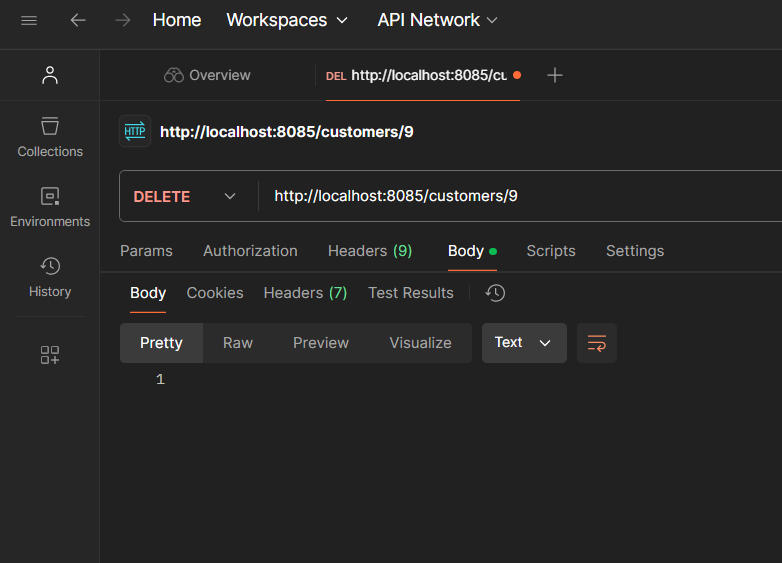 Home Workspaces API Network
Overview DEL http://localhost:8085/cu
HTTP http://localhost:8085/customers/9
Collections
DELETE http://localhost:8085/customers/9
Environments
Params Authorization Headers (9) Body Scripts Settings
History
Body Cookies Headers (7) Test Results
Pretty Raw Preview Visualize Text
1